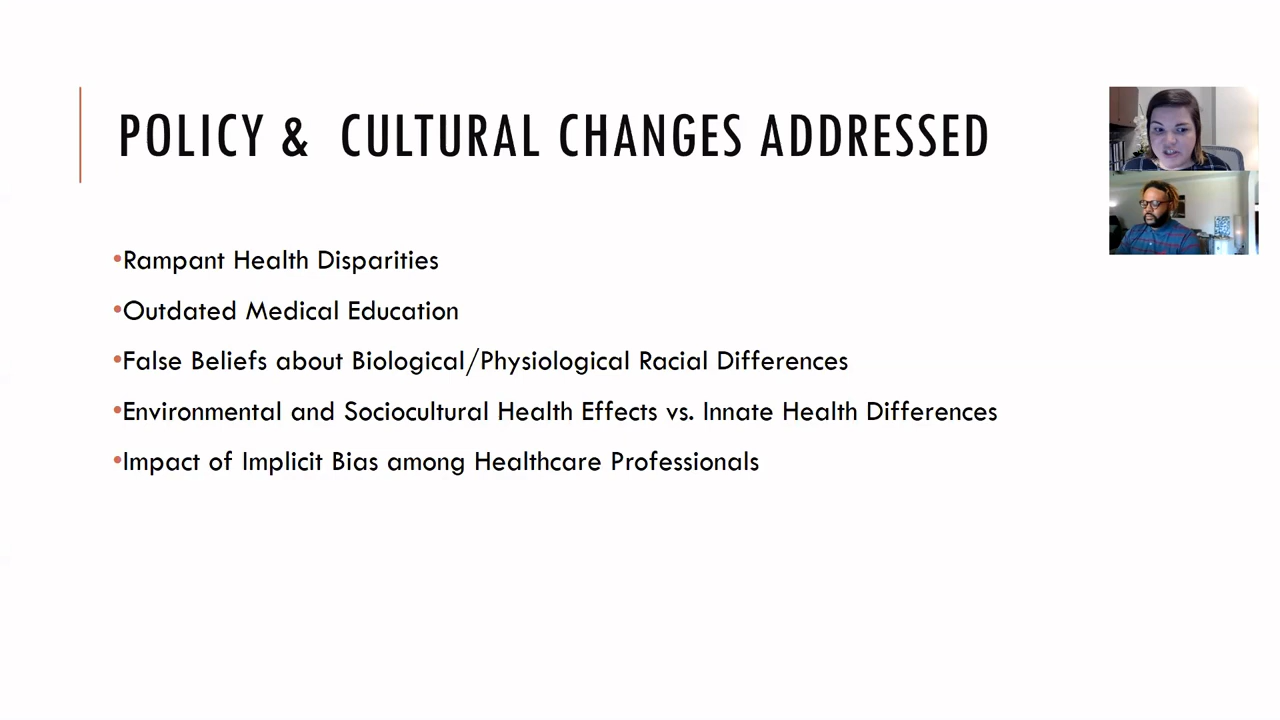 POLICY & CULTURAL CHANGES ADDRESSED
•Rampant Health Disparities
•Outdated Medical Education
•False Beliefs about Biological/Physiological Racial Differences
•Environmental and Sociocultural Health Effects vs. Innate Health Differences
•Impact of Implicit Bias among Healthcare Professionals